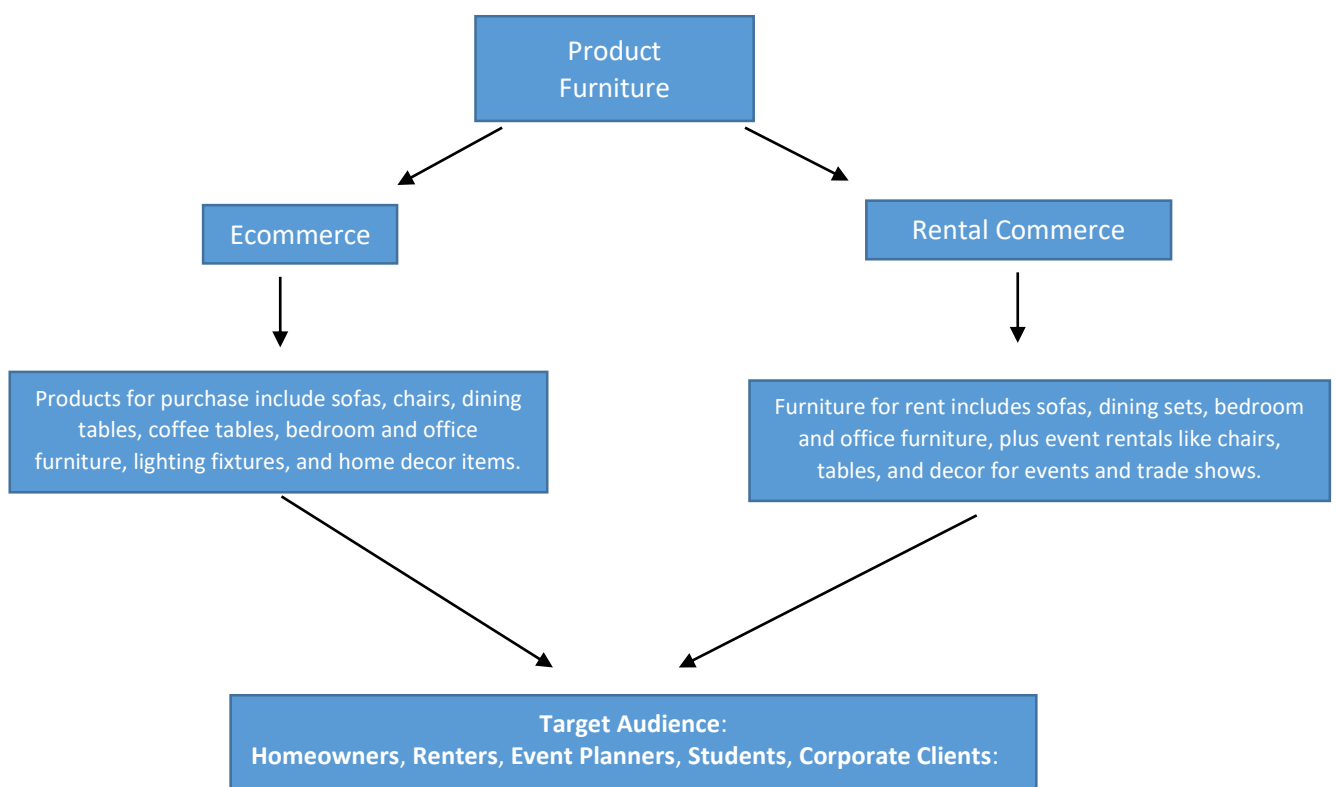 Product
Furniture
Ecommerce
Rental Commerce
Products for purchase include sofas, chairs, dining
tables, coffee tables, bedroom and office
furniture, lighting fixtures, and home decor items.
Furniture for rent includes sofas, dining sets, bedroom
and office furniture, plus event rentals like chairs,
tables, and decor for events and trade shows.
Target Audience:
Homeowners, Renters, Event Planners, Students, Corporate Clients: